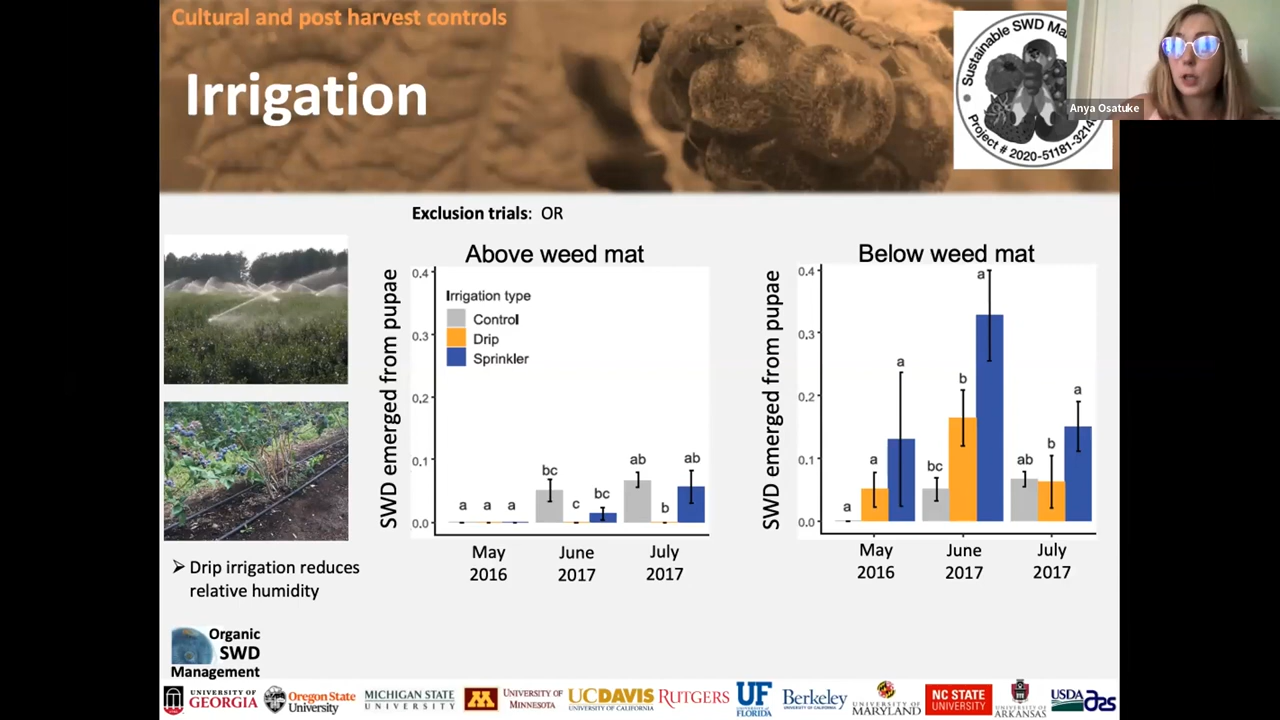 Cultural and post harvest controls
Irrigation
Sustainable SWD Ma
Project # 2020-51181-3214
Anya Osatuke
Exclusion trials: OR
Above weed mat
SWD emerged from pupae
0.4
0.3
0.2
0.1
0.0
Irrigation type
Control
Drip
Sprinkler
a a a bc c bc ab b ab
May 2016
June 2017
July 2017
Below weed mat
SWD emerged from pupae
0.4
0.3
0.2
0.1
0.0
a a a bc b a ab b a
May 2016
June 2017
July 2017
➢ Drip irrigation reduces
relative humidity
Organic
SWD
Management
UNIVERSITY OF GEORGIA
Oregon State University
MICHIGAN STATE UNIVERSITY
M UNIVERSITY OF MINNESOTA
UCDAVIS UNIVERSITY OF CALIFORNIA
RUTGERS
UF UNIVERSITY of FLORIDA
Berkeley UNIVERSITY OF CALIFORNIA
UNIVERSITY OF MARYLAND
NC STATE UNIVERSITY
UNIVERSITY OF ARKANSAS
USDA ars